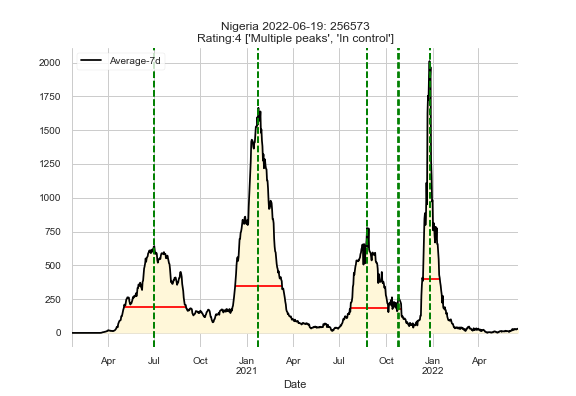 Nigeria 2022-06-19: 256573
Rating:4 ['Multiple peaks', 'In control']
Average-7d
2000
1750
1500
1250
1000
750
500
250
0
Apr Jul Oct Jan Apr Jul Oct Jan Apr
2021 2022
Date